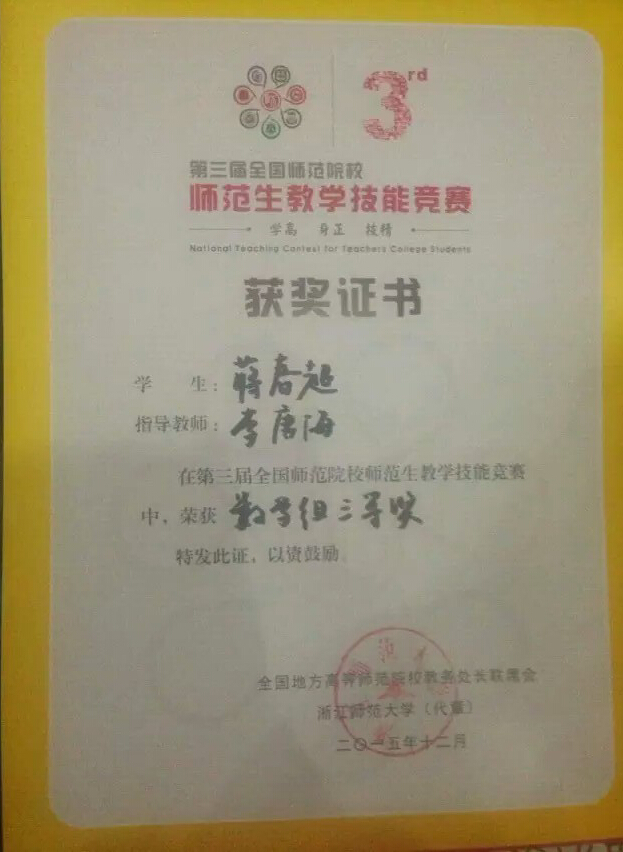 3rd
第三届全国师范院校
师范生教学技能竞赛
学高 身正 技精
National Teaching Contest for Teachers College Students
获奖证书
学 生：蒋春超
指导教师：李唐海
在第三届全国师范院校师范生教学技能竞赛
中，荣获 数学组三等奖
特发此证，以资鼓励。
全国地方高等师范院校教务处长联席会
浙江师范大学（代章）
二〇一五年十二月